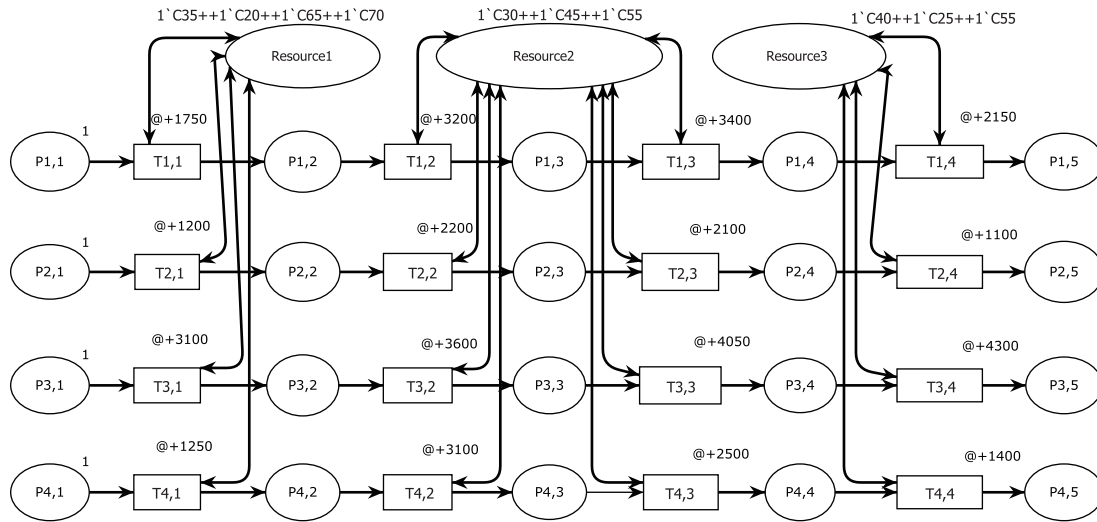 1`C35++1`C20++1`C65++1`C70
1`C30++1`C45++1`C55
1`C40++1`C25++1`C55
Resource1
Resource2
Resource3
@+1750
@+3200
@+3400
@+2150
1
P1,1
T1,1
P1,2
T1,2
P1,3
T1,3
P1,4
T1,4
P1,5
@+1200
@+2200
@+2100
@+1100
1
P2,1
T2,1
P2,2
T2,2
P2,3
T2,3
P2,4
T2,4
P2,5
@+3100
@+3600
@+4050
@+4300
1
P3,1
T3,1
P3,2
T3,2
P3,3
T3,3
P3,4
T3,4
P3,5
@+1250
@+3100
@+2500
@+1400
1
P4,1
T4,1
P4,2
T4,2
P4,3
T4,3
P4,4
T4,4
P4,5